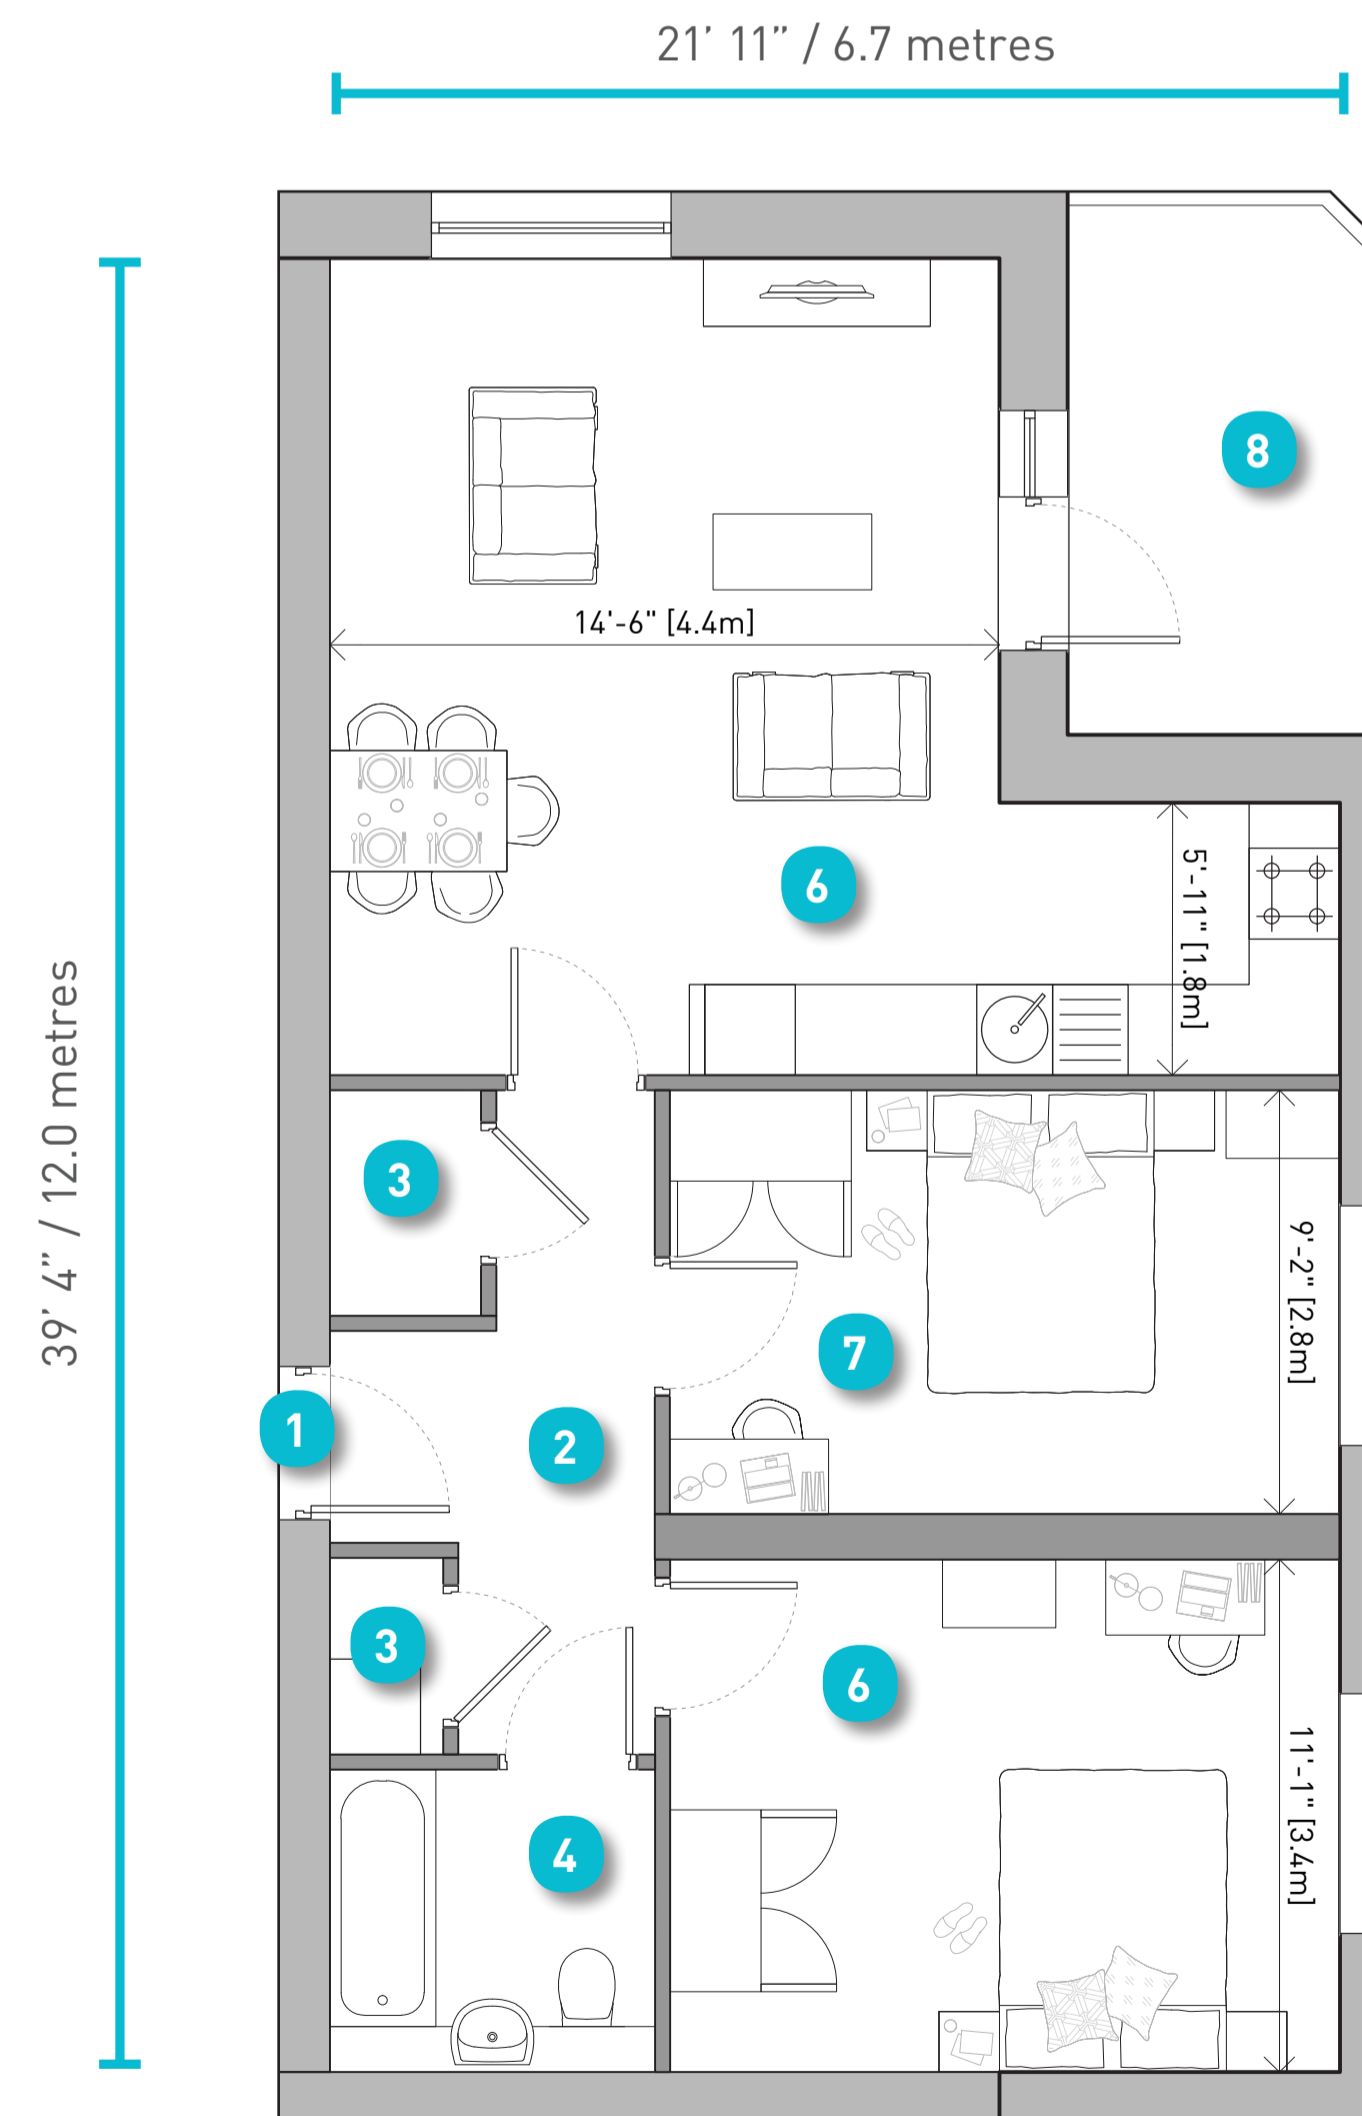 21’ 11” / 6.7 metres
39’ 4” / 12.0 metres
8
14'-6" [4.4m]
6
5'-11" [1.8m]
3
9'-2" [2.8m]
7
1
2
3
6
11'-1" [3.4m]
4